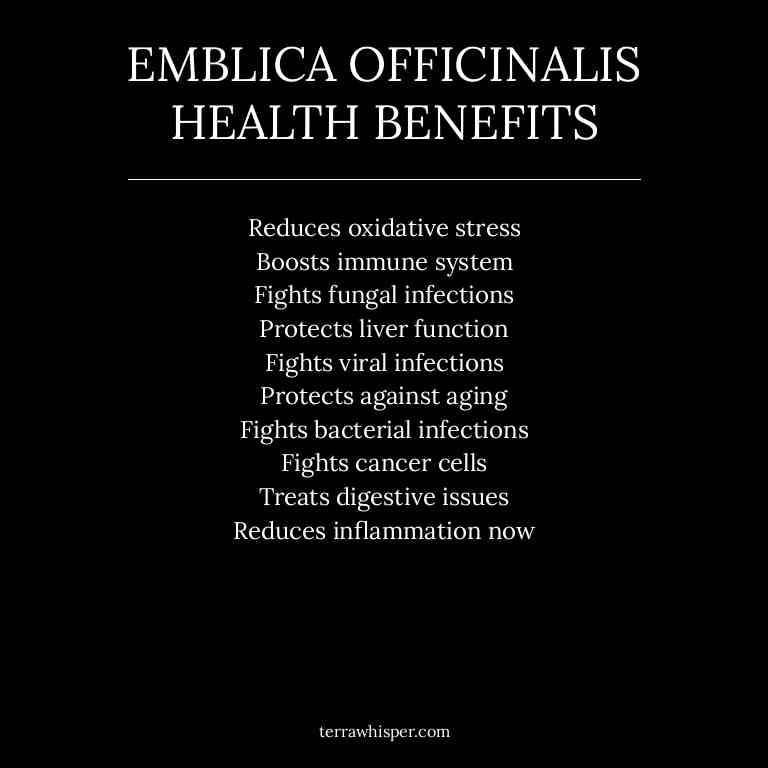 EMBLICA OFFICINALIS
HEALTH BENEFITS
Reduces oxidative stress
Boosts immune system
Fights fungal infections
Protects liver function
Fights viral infections
Protects against aging
Fights bacterial infections
Fights cancer cells
Treats digestive issues
Reduces inflammation now
terrawhisper.com